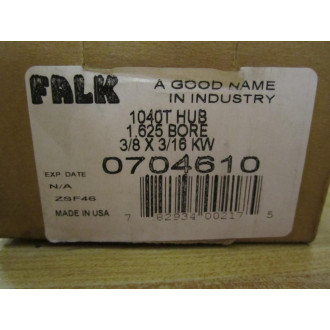 FALK
A GOOD NAME
IN INDUSTRY
1040T HUB
1.625 BORE
3/8 X 3/16 KW
0704610
EXP DATE
N/A
ZSF46
MADE IN USA
7 82934 00217 5